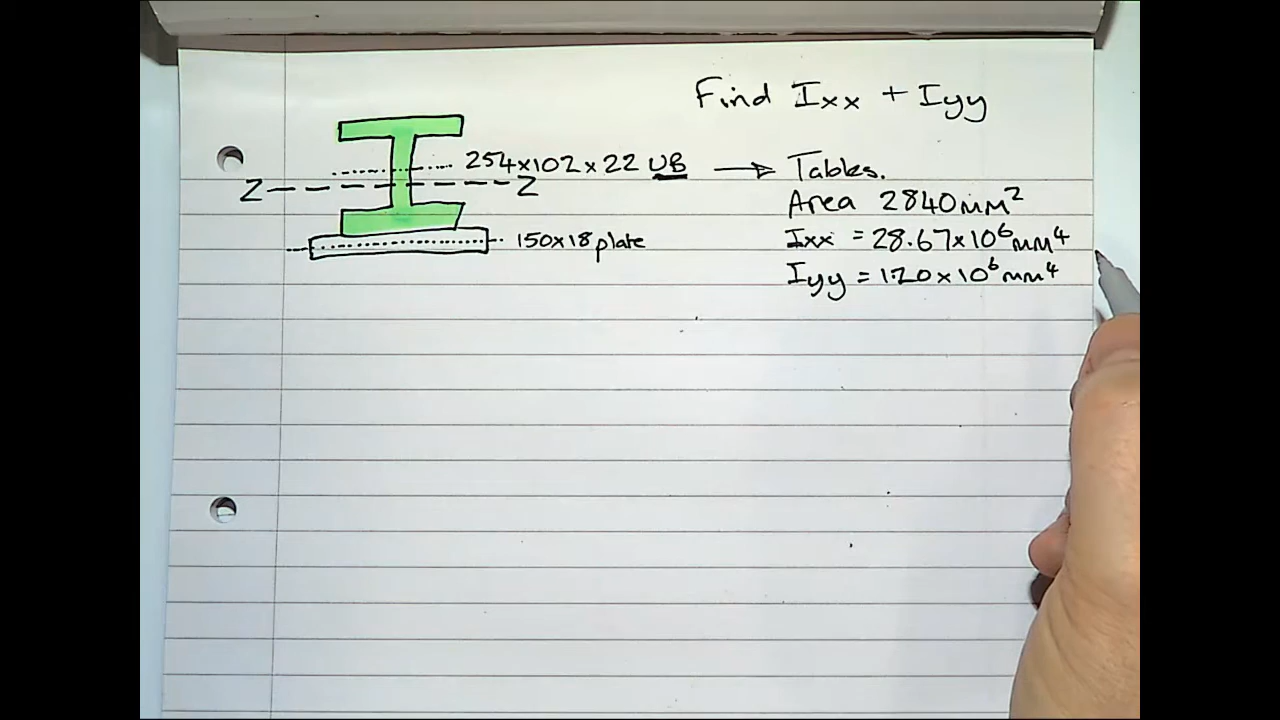 Find Ixx + Iyy
254x102x22 UB → Tables.
Z Z
Area 2840mm²
150x18 plate
Ixx = 28.67x10⁶mm⁴
Iyy = 1.20x10⁶mm⁴